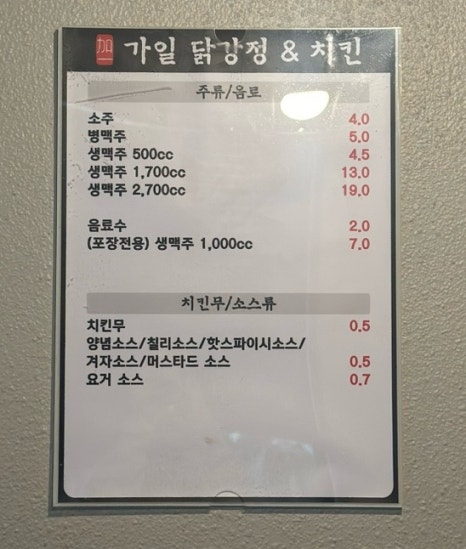 加 가일 닭강정 & 치킨
주류/음료
소주 4.0
병맥주 5.0
생맥주 500cc 4.5
생맥주 1,700cc 13.0
생맥주 2,700cc 19.0
음료수 2.0
(포장전용) 생맥주 1,000cc 7.0
치킨무/소스류
치킨무 0.5
양념소스/칠리소스/핫스파이시소스/
겨자소스/머스타드 소스 0.5
요거 소스 0.7